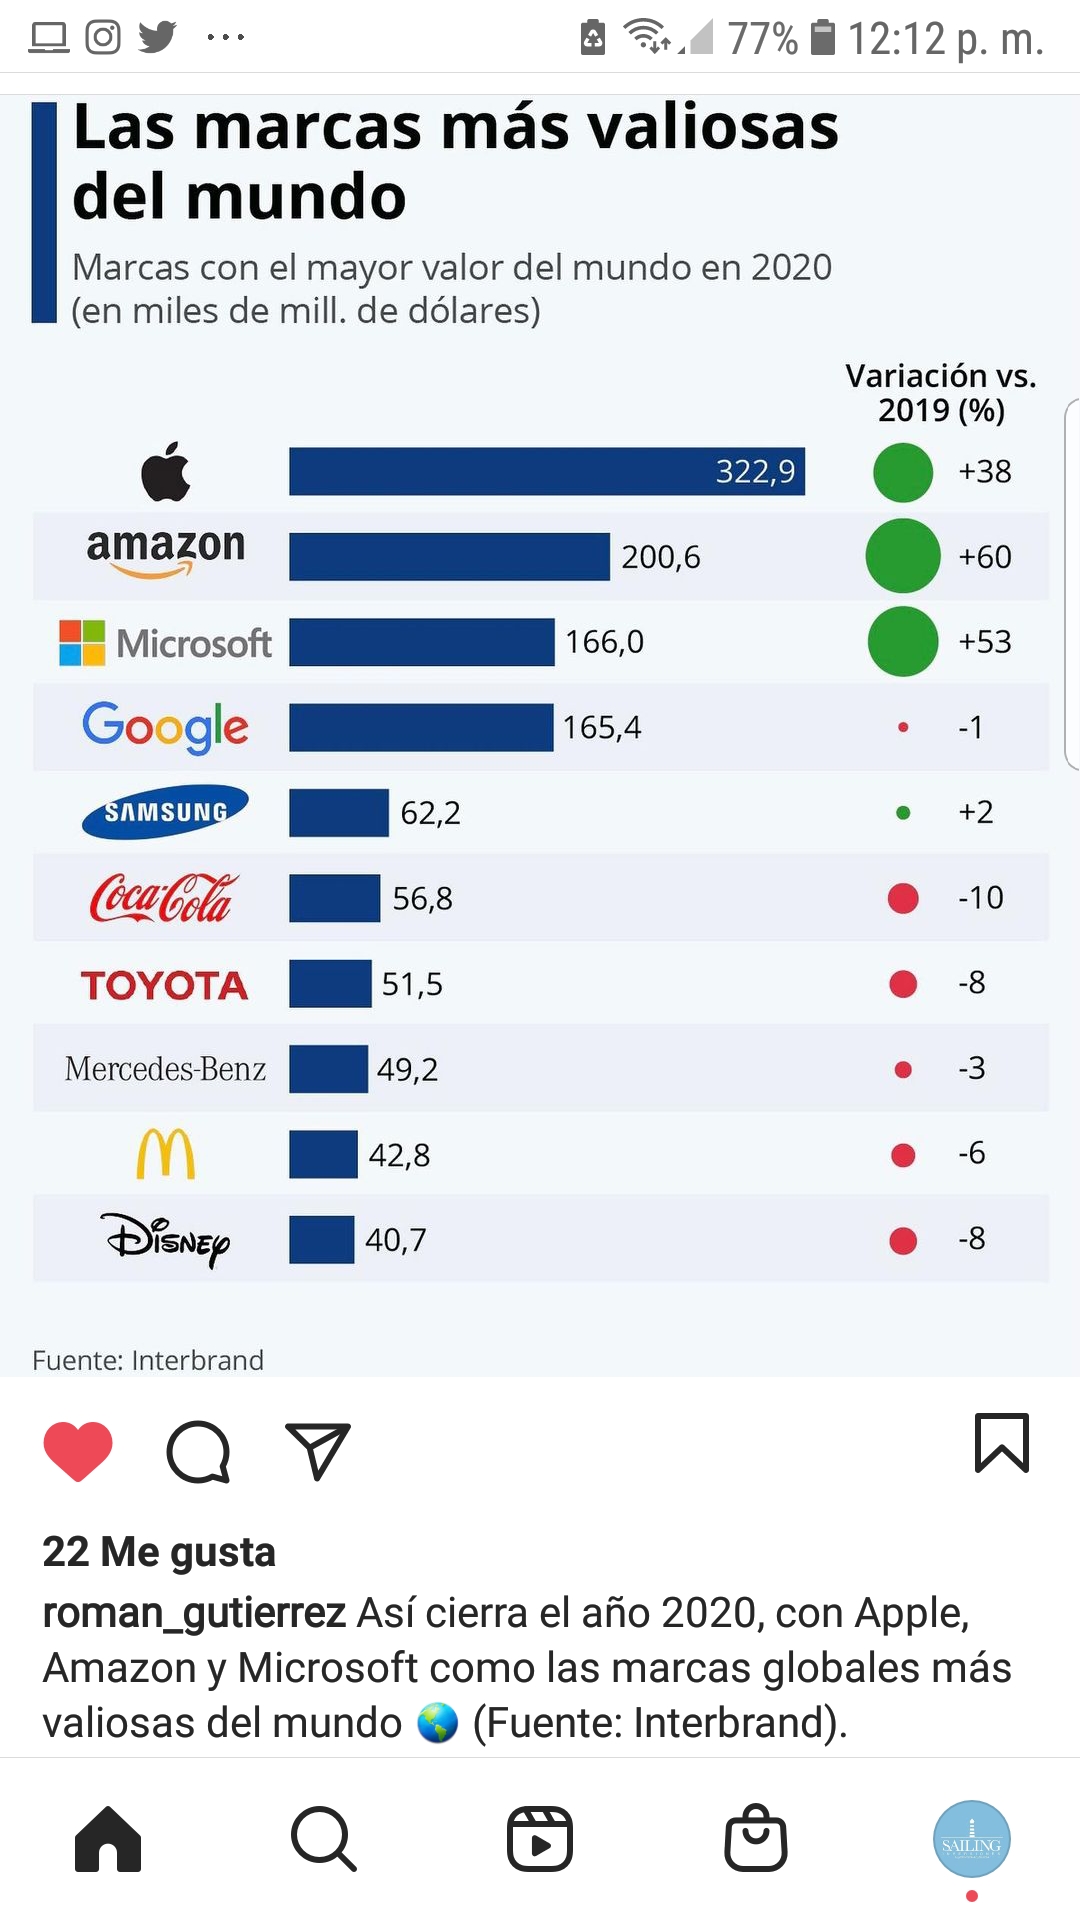 77% 12:12 p. m.
Las marcas más valiosas
del mundo
Marcas con el mayor valor del mundo en 2020
(en miles de mill. de dólares)
Variación vs.
2019 (%)
322,9 +38
amazon 200,6 +60
Microsoft 166,0 +53
Google 165,4 -1
SAMSUNG 62,2 +2
Coca-Cola 56,8 -10
TOYOTA 51,5 -8
Mercedes-Benz 49,2 -3
42,8 -6
Disney 40,7 -8
Fuente: Interbrand
22 Me gusta
roman_gutierrez Así cierra el año 2020, con Apple,
Amazon y Microsoft como las marcas globales más
valiosas del mundo 🌎 (Fuente: Interbrand).
SAILING